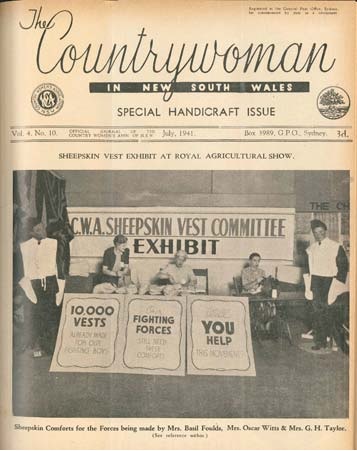 Registered at the General Post Office, Sydney,
for transmission by post as a
The
Countrywoman
IN NEW SOUTH WALES
SPECIAL HANDICRAFT ISSUE
Vol. 4. No. 10. OFFICIAL JOURNAL OF THE COUNTRY WOMEN'S ASSN. OF N.S.W. July, 1941. Box 3989, G.P.O., Sydney. 3d.
SHEEPSKIN VEST EXHIBIT AT ROYAL AGRICULTURAL SHOW.
THE CH
C.W.A. SHEEPSKIN VEST COMMITTEE
EXHIBIT
10,000
VESTS
ALREADY
MADE
FOR OUR
FIGHTING BOYS
Our
FIGHTING
FORCES
STILL NEED
THESE
COMFORTS
YOU
HELP
THIS MOVEMENT
Sheepskin Comforts for the Forces being made by Mrs. Basil Foulds, Mrs. Oscar Witts & Mrs. G. H. Taylor.
(See reference within)